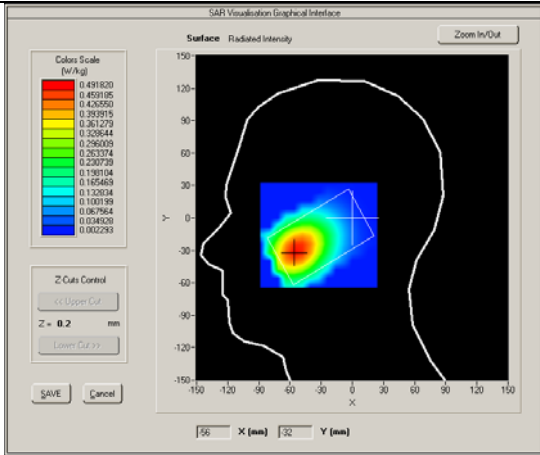 SAR Visualisation Graphical Interface
Surface Radiated Intensity
Zoom In/Out
Colors Scale
(W/kg)
0.491820
0.459185
0.426550
0.393915
0.361279
0.328644
0.296009
0.263374
0.230739
0.198104
0.165469
0.132834
0.100199
0.067564
0.034928
0.002293
150
120
90
60
30
0
-30
-60
-90
-120
-150
Y
-150 -120 -90 -60 -30 0 30 60 90 120 150
X
Z Cuts Control
<< Upper Cut
Z = 0.2 mm
Lower Cut >>
SAVE Cancel
-56 X (mm) -32 Y (mm)